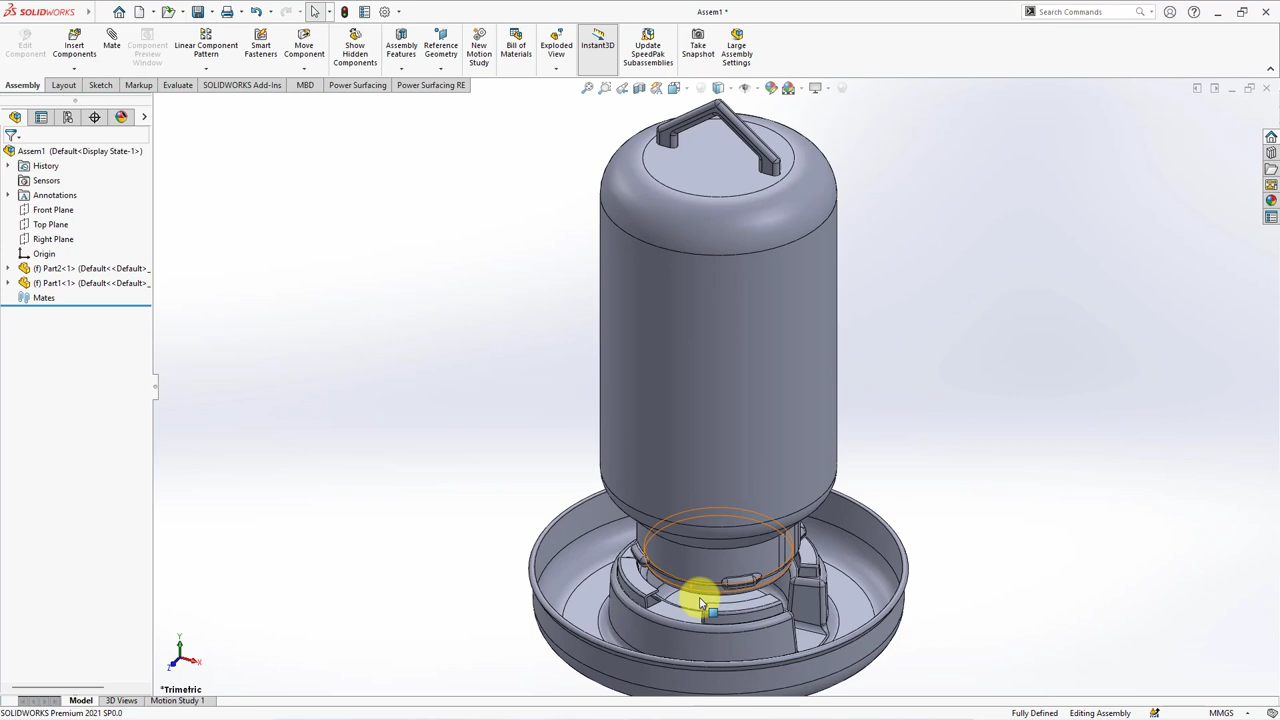 SOLIDWORKS
Assem1 *
Search Commands
Edit Component
Insert Components
Mate
Component Preview Window
Linear Component Pattern
Smart Fasteners
Move Component
Show Hidden Components
Assembly Features
Reference Geometry
New Motion Study
Bill of Materials
Exploded View
Instant3D
Update SpeedPak Subassemblies
Take Snapshot
Large Assembly Settings
Assembly
Layout
Sketch
Markup
Evaluate
SOLIDWORKS Add-Ins
MBD
Power Surfacing
Power Surfacing RE
Assem1 (Default<Display State-1>)
History
Sensors
Annotations
Front Plane
Top Plane
Right Plane
Origin
(f) Part2<1> (Default<<Default>_
(f) Part1<1> (Default<<Default>_
Mates
Y
X
Z
*Trimetric
Model
3D Views
Motion Study 1
SOLIDWORKS Premium 2021 SP0.0
Fully Defined
Editing Assembly
MMGS